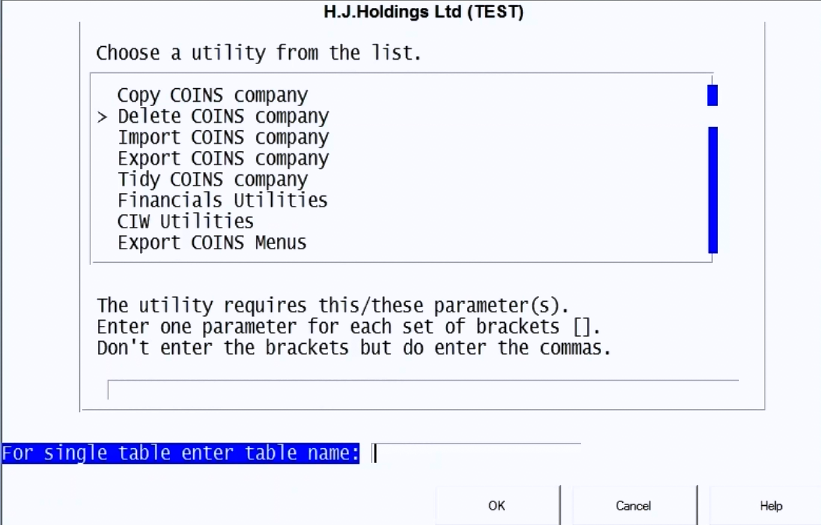 H.J.Holdings Ltd (TEST)
Choose a utility from the list.
Copy COINS company
> Delete COINS company
Import COINS company
Export COINS company
Tidy COINS company
Financials Utilities
CIW Utilities
Export COINS Menus
The utility requires this/these parameter(s).
Enter one parameter for each set of brackets [].
Don't enter the brackets but do enter the commas.
For single table enter table name:
OK Cancel Help